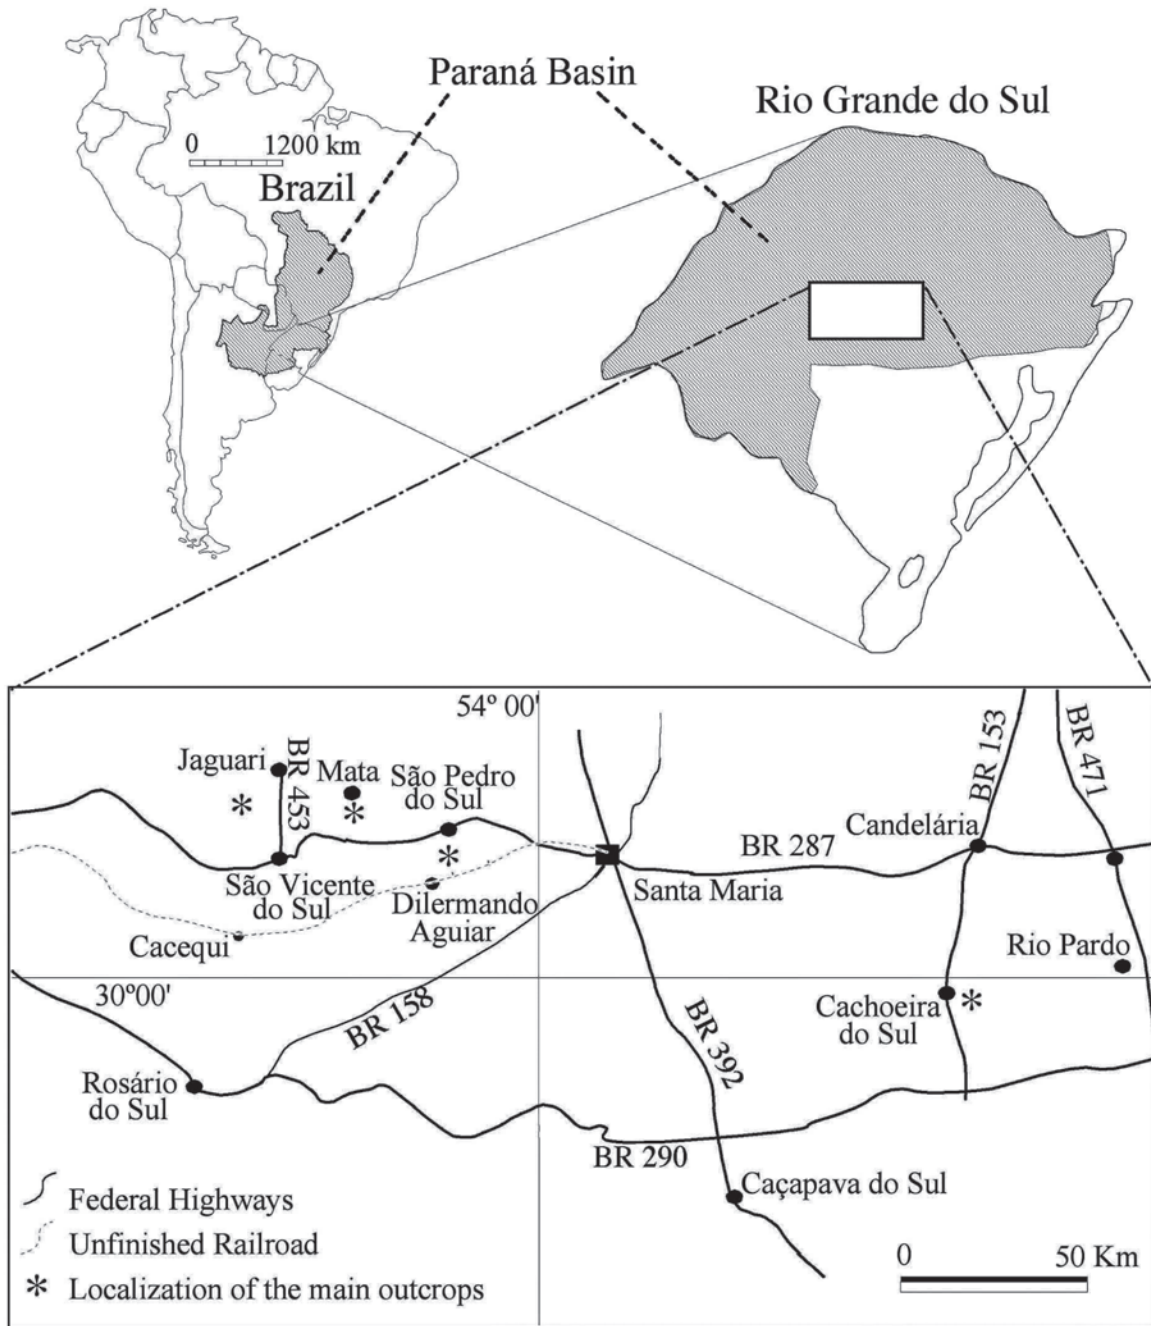 Paraná Basin
Rio Grande do Sul
0 1200 km
Brazil
54º 00'
Jaguari
BR 453
Mata
São Pedro
do Sul
BR 153
BR 471
Candelária
BR 287
São Vicente
do Sul
Santa Maria
Dilermando
Aguiar
Cacequi
Rio Pardo
30º00'
BR 158
BR 392
Cachoeira
do Sul
Rosário
do Sul
BR 290
Caçapava do Sul
Federal Highways
Unfinished Railroad
* Localization of the main outcrops
0 50 Km